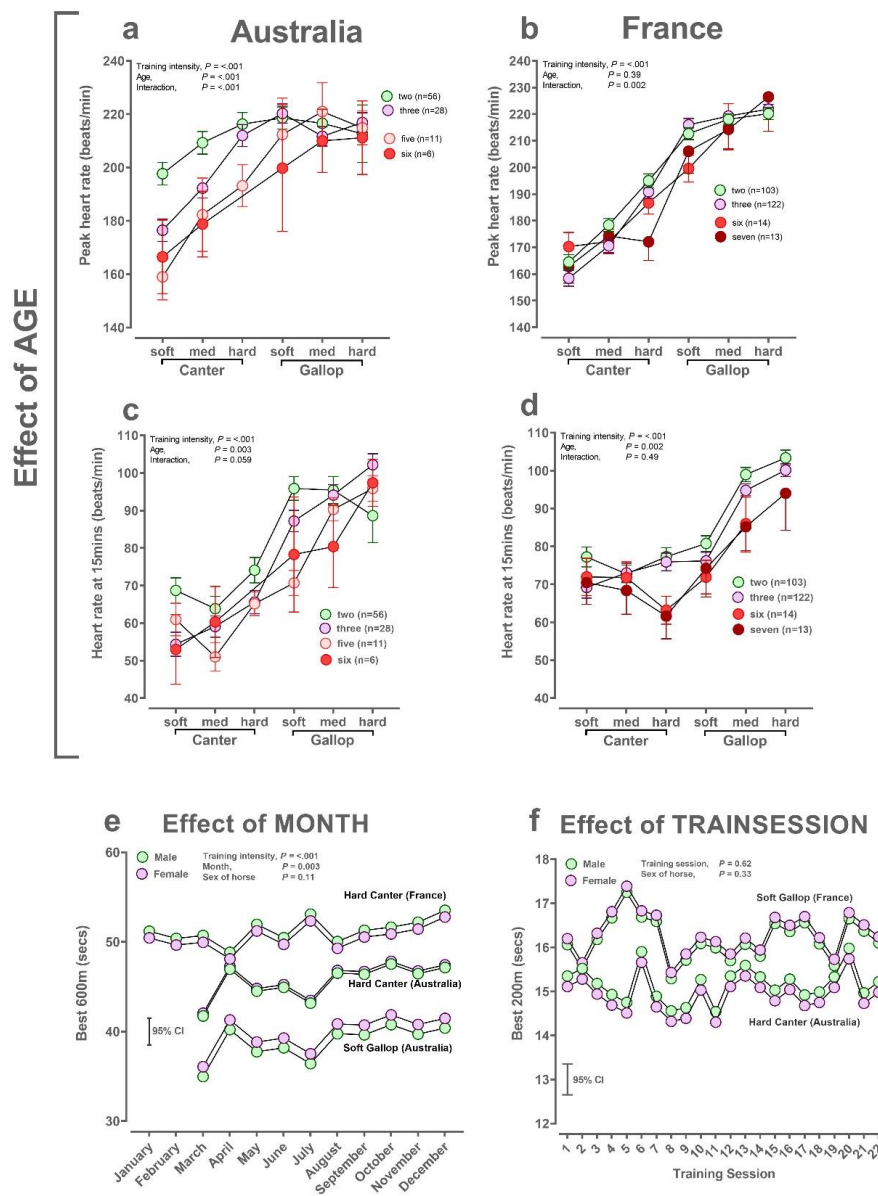 Effect of AGE
a Australia
Training intensity, P = <.001
Age, P = <.001
Interaction, P = <.001
Peak heart rate (beats/min)
240
220
200
180
160
140
two (n=56)
three (n=28)
five (n=11)
six (n=6)
soft med hard soft med hard
Canter Gallop
b France
Training intensity, P = <.001
Age, P = 0.39
Interaction, P = 0.002
Peak heart rate (beats/min)
240
220
200
180
160
140
two (n=103)
three (n=122)
six (n=14)
seven (n=13)
soft med hard soft med hard
Canter Gallop
c
Training intensity, P = <.001
Age, P = 0.003
Interaction, P = 0.059
Heart rate at 15mins (beats/min)
110
100
90
80
70
60
50
40
two (n=56)
three (n=28)
five (n=11)
six (n=6)
soft med hard soft med hard
Canter Gallop
d
Training intensity, P = <.001
Age, P = 0.002
Interaction, P = 0.49
Heart rate at 15mins (beats/min)
110
100
90
80
70
60
50
40
two (n=103)
three (n=122)
six (n=14)
seven (n=13)
soft med hard soft med hard
Canter Gallop
e Effect of MONTH
Male
Female
Training intensity, P = <.001
Month, P = 0.003
Sex of horse P = 0.11
Best 600m (secs)
60
50
40
30
Hard Canter (France)
Hard Canter (Australia)
Soft Gallop (Australia)
95% CI
January
February
March
April
May
June
July
August
September
October
November
December
f Effect of TRAINSESSION
Male
Female
Training session, P = 0.62
Sex of horse, P = 0.33
Best 200m (secs)
18
17
16
15
14
13
12
Soft Gallop (France)
Hard Canter (Australia)
95% CI
1 2 3 4 5 6 7 8 9 10 11 12 13 14 15 16 17 18 19 20 21 22
Training Session